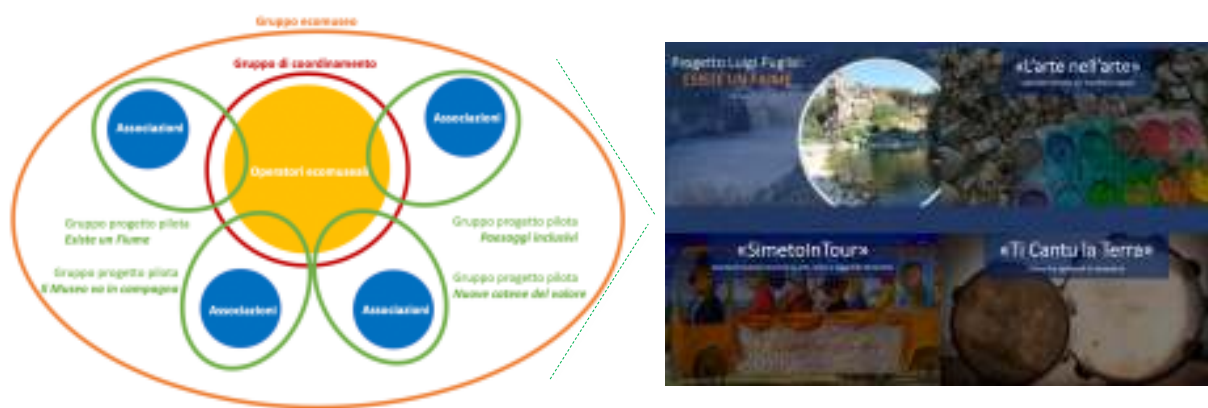 Gruppo ecomuseo
Gruppo di coordinamento
Associazioni
Associazioni
Operatori ecomuseali
Gruppo progetto pilota
Esiste un Fiume
Gruppo progetto pilota
Paesaggi inclusivi
Gruppo progetto pilota
Il Museo va in campagna
Gruppo progetto pilota
Nuove catene del valore
Associazioni
Associazioni
Progetto Luigi Puglisi:
ESISTE UN FIUME
«L'arte nell'arte»
«SimetoInTour»
«Ti Cantu la Terra»